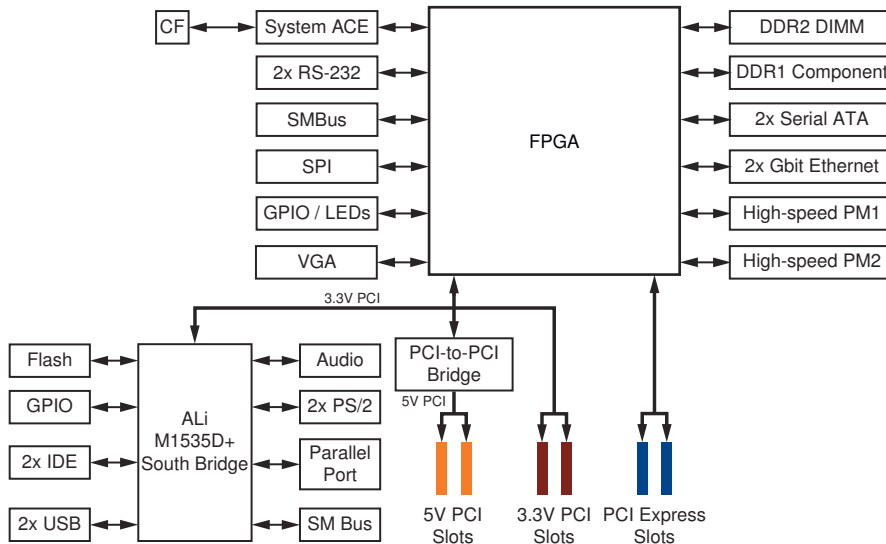 CF
System ACE
DDR2 DIMM
2x RS-232
DDR1 Component
SMBus
2x Serial ATA
FPGA
SPI
2x Gbit Ethernet
GPIO / LEDs
High-speed PM1
VGA
High-speed PM2
3.3V PCI
Flash
Audio
PCI-to-PCI
Bridge
5V PCI
GPIO
ALi
M1535D+
South Bridge
2x PS/2
2x IDE
Parallel
Port
2x USB
SM Bus
5V PCI
Slots
3.3V PCI
Slots
PCI Express
Slots